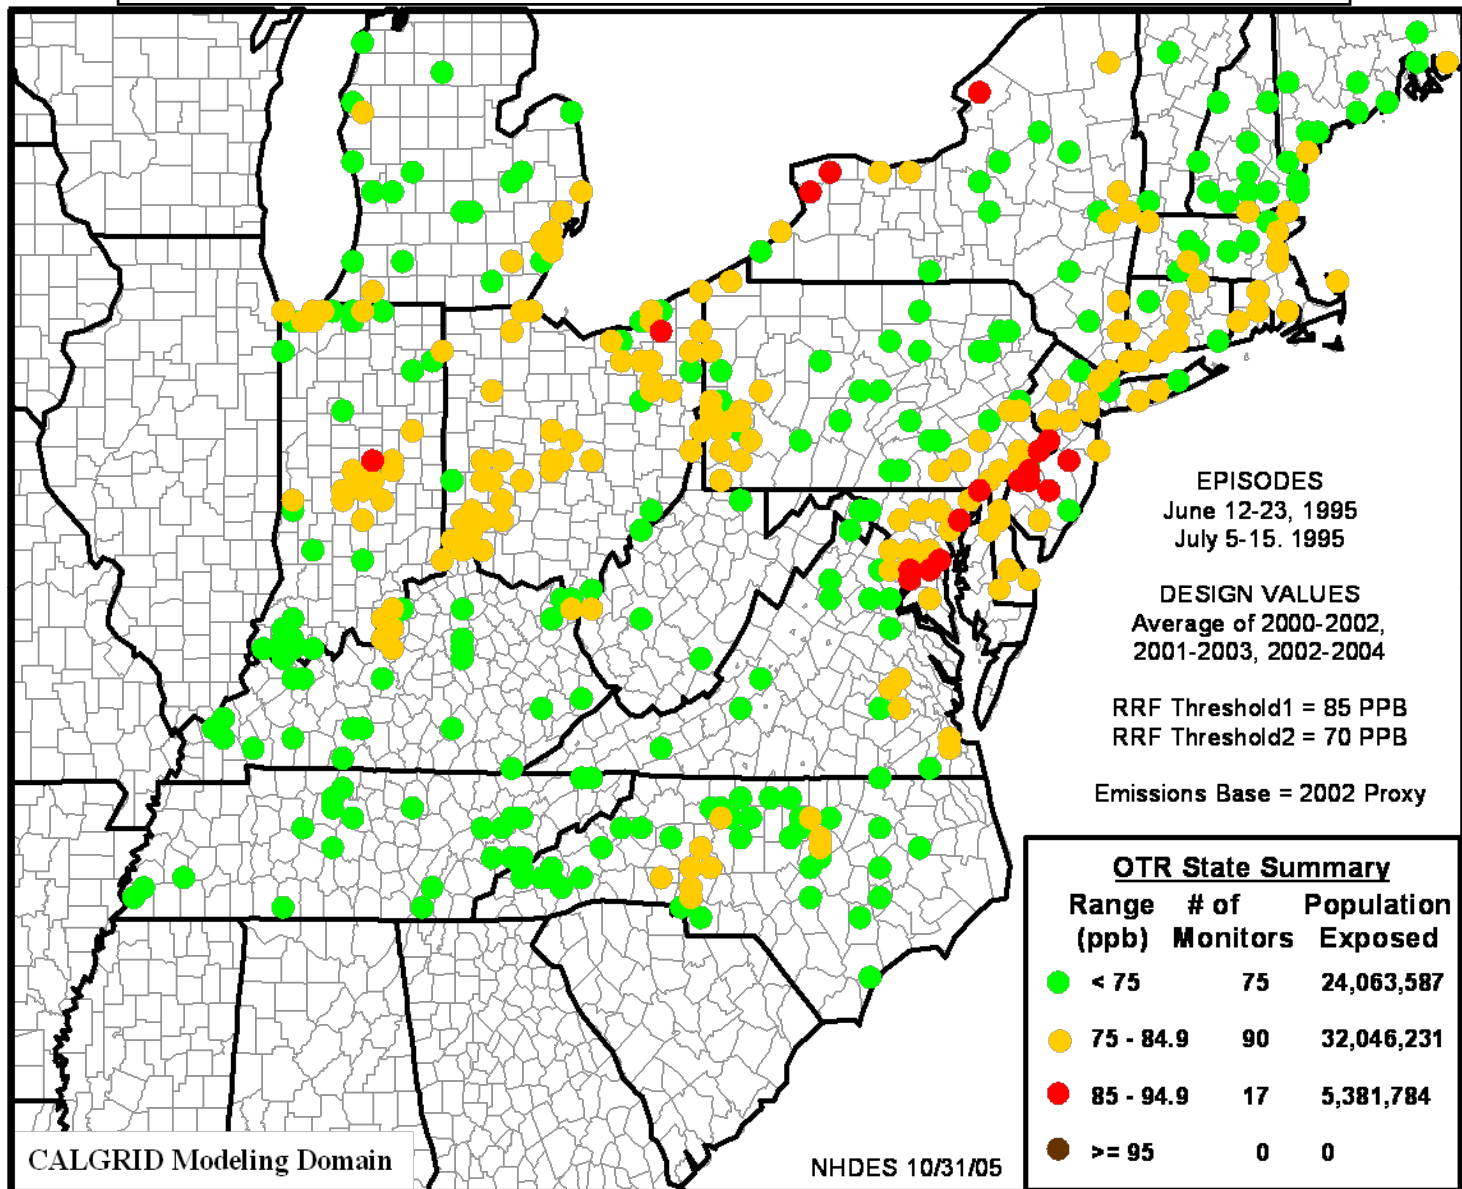 EPISODES
June 12-23, 1995
July 5-15. 1995
DESIGN VALUES
Average of 2000-2002,
2001-2003, 2002-2004
RRF Threshold1 = 85 PPB
RRF Threshold2 = 70 PPB
Emissions Base = 2002 Proxy
OTR State Summary
Range # of Population
(ppb) Monitors Exposed
< 75 75 24,063,587
75 - 84.9 90 32,046,231
85 - 94.9 17 5,381,784
>= 95 0 0
CALGRID Modeling Domain
NHDES 10/31/05